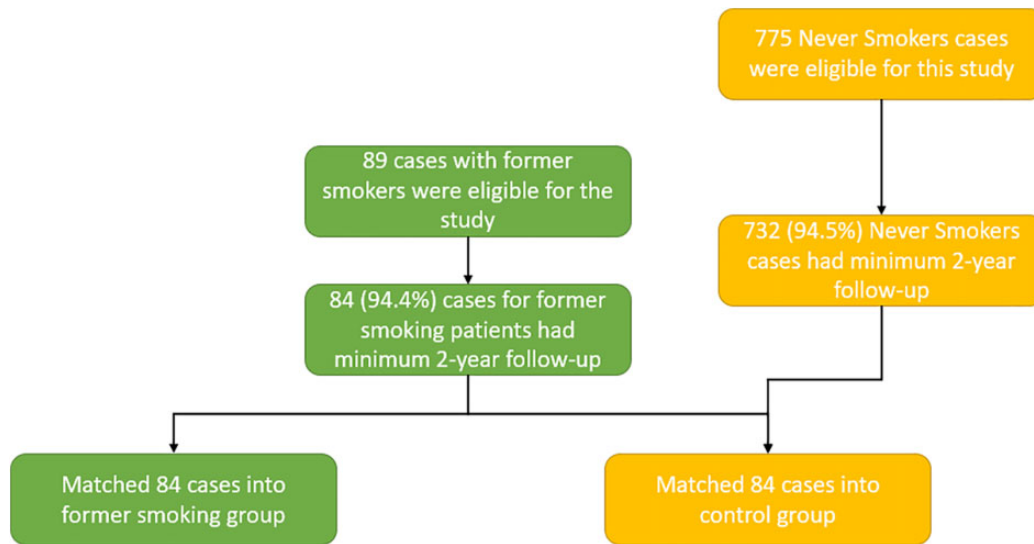 775 Never Smokers cases
were eligible for this study
89 cases with former
smokers were eligible for the
study
732 (94.5%) Never Smokers
cases had minimum 2-year
follow-up
84 (94.4%) cases for former
smoking patients had
minimum 2-year follow-up
Matched 84 cases into
former smoking group
Matched 84 cases into
control group